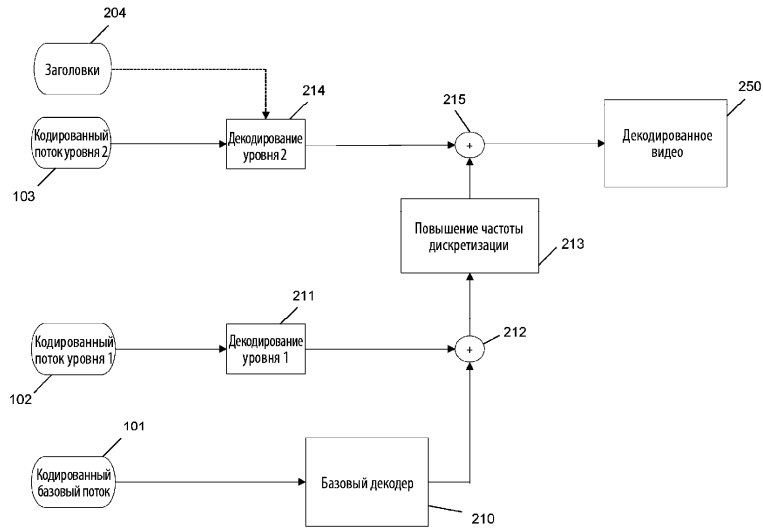 204
Заголовки
214
215
250
Кодированный
поток уровня 2
Декодирование
уровня 2
+
Декодированное
видео
103
Повышение частоты
дискретизации
213
211
Кодированный
поток уровня 1
Декодирование
уровня 1
+
212
102
101
Кодированный
базовый поток
Базовый декодер
210